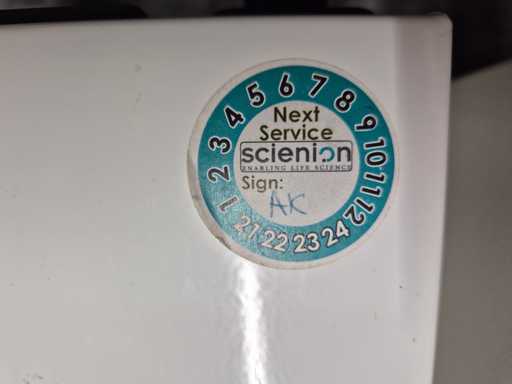 1 2 3 4 5 6 7 8 9 10 11 12
Next
Service
scienion
ENABLING LIFE SCIENCE
Sign:
AK
21 22 23 24